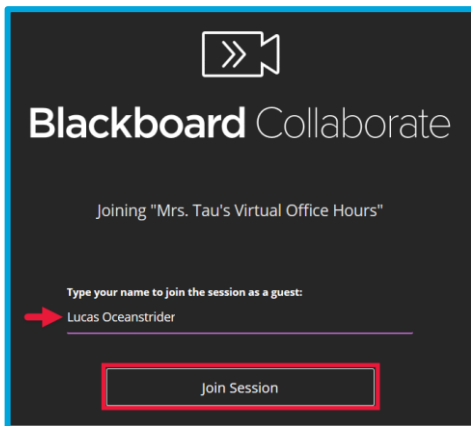 Blackboard Collaborate
Joining "Mrs. Tau's Virtual Office Hours"
Type your name to join the session as a guest:
Lucas Oceanstrider
Join Session